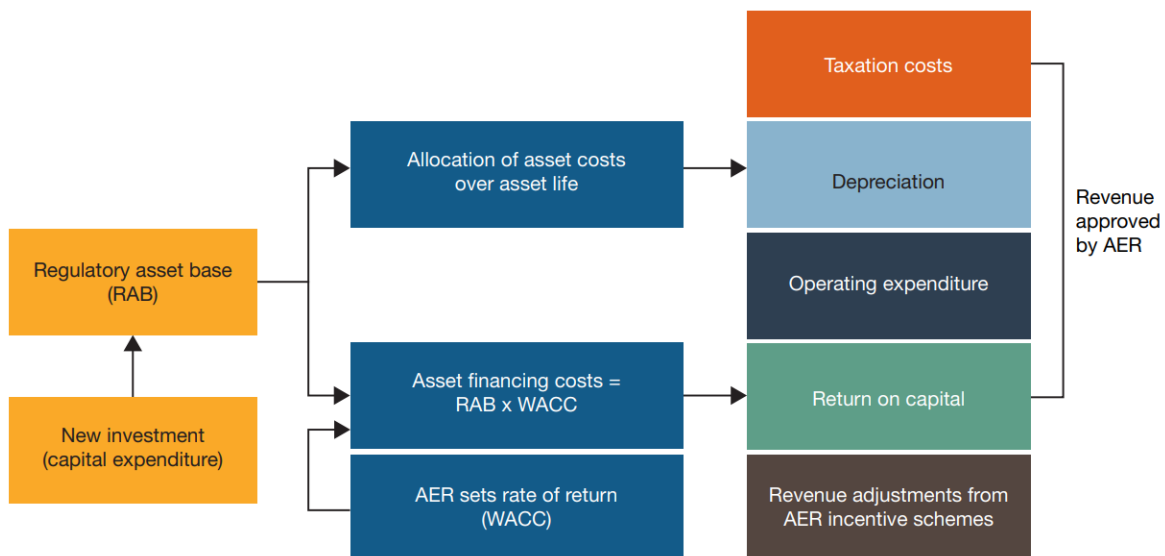 Taxation costs
Allocation of asset costs
over asset life
Depreciation
Revenue
approved
by AER
Regulatory asset base
(RAB)
Operating expenditure
Asset financing costs =
RAB x WACC
Return on capital
New investment
(capital expenditure)
AER sets rate of return
(WACC)
Revenue adjustments from
AER incentive schemes